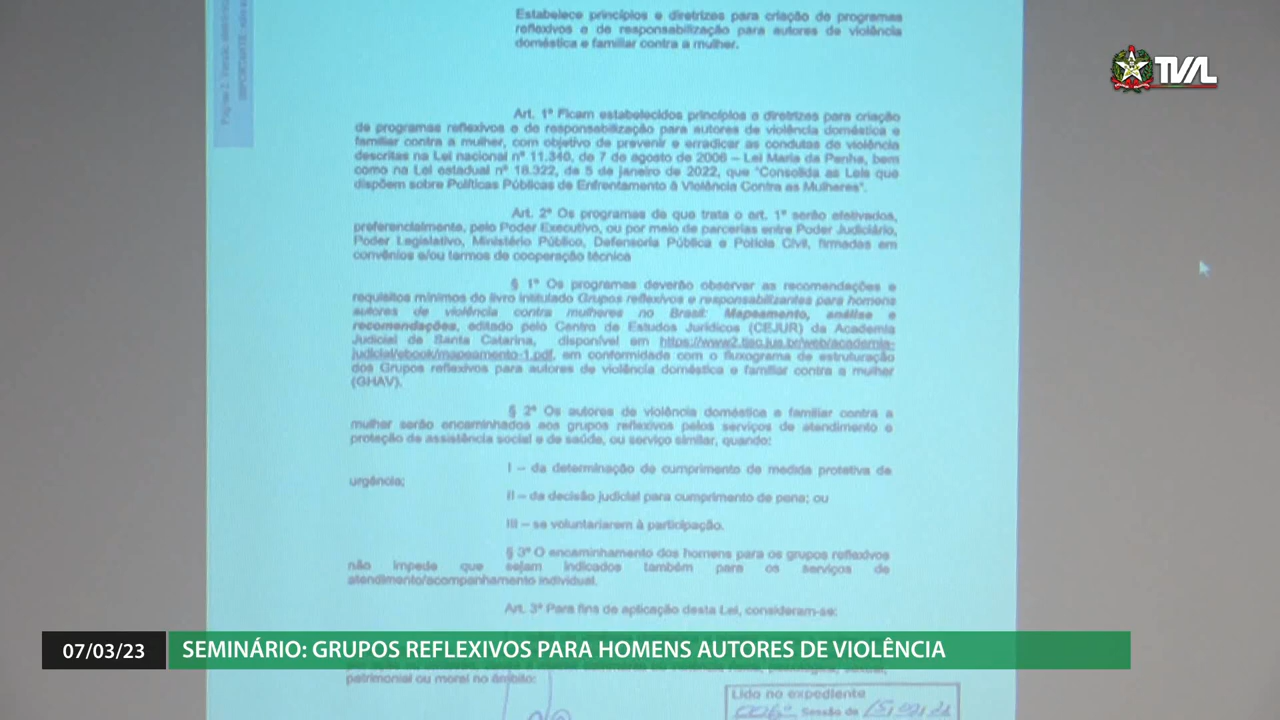 Estabelece princípios e diretrizes para criação de programas
reflexivos e de responsabilização para autores de violência
doméstica e familiar contra a mulher.
TVAL
Art. 1º Ficam estabelecidos princípios e diretrizes para criação
de programas reflexivos e de responsabilização para autores de violência doméstica e
familiar contra a mulher, com objetivo de prevenir e erradicar as condutas de violência
descritas na Lei nacional nº 11.340, de 7 de agosto de 2006 – Lei Maria da Penha, bem
como na Lei estadual nº 18.322, de 5 de janeiro de 2022, que "Consolida as Leis que
dispõem sobre Políticas Públicas de Enfrentamento à Violência Contra as Mulheres".
Art. 2º Os programas de que trata o art. 1º serão efetivados,
preferencialmente, pelo Poder Executivo, ou por meio de parcerias entre Poder Judiciário,
Poder Legislativo, Ministério Público, Defensoria Pública e Polícia Civil, firmadas em
convênios e/ou termos de cooperação técnica
§ 1º Os programas deverão observar as recomendações e
requisitos mínimos do livro intitulado Grupos reflexivos e responsabilizantes para homens
autores de violência contra mulheres no Brasil: Mapeamento, análise e
recomendações, editado pelo Centro de Estudos Jurídicos (CEJUR) da Academia
Judicial de Santa Catarina, disponível em https://www2.tjsc.jus.br/web/academia-
judicial/ebook/mapeamento-1.pdf, em conformidade com o fluxograma de estruturação
dos Grupos reflexivos para autores de violência doméstica e familiar contra a mulher
(GHAV).
§ 2º Os autores de violência doméstica e familiar contra a
mulher serão encaminhados aos grupos reflexivos pelos serviços de atendimento e
proteção de assistência social e de saúde, ou serviço similar, quando:
I – da determinação de cumprimento de medida protetiva de
urgência;
II – da decisão judicial para cumprimento de pena; ou
III – se voluntariarem à participação.
§ 3º O encaminhamento dos homens para os grupos reflexivos
não impede que sejam indicados também para os serviços de
atendimento/acompanhamento individual.
Art. 3º Para fins de aplicação desta Lei, consideram-se:
07/03/23 SEMINÁRIO: GRUPOS REFLEXIVOS PARA HOMENS AUTORES DE VIOLÊNCIA
patrimonial ou moral no âmbito:
Lido no expediente
Sessão de